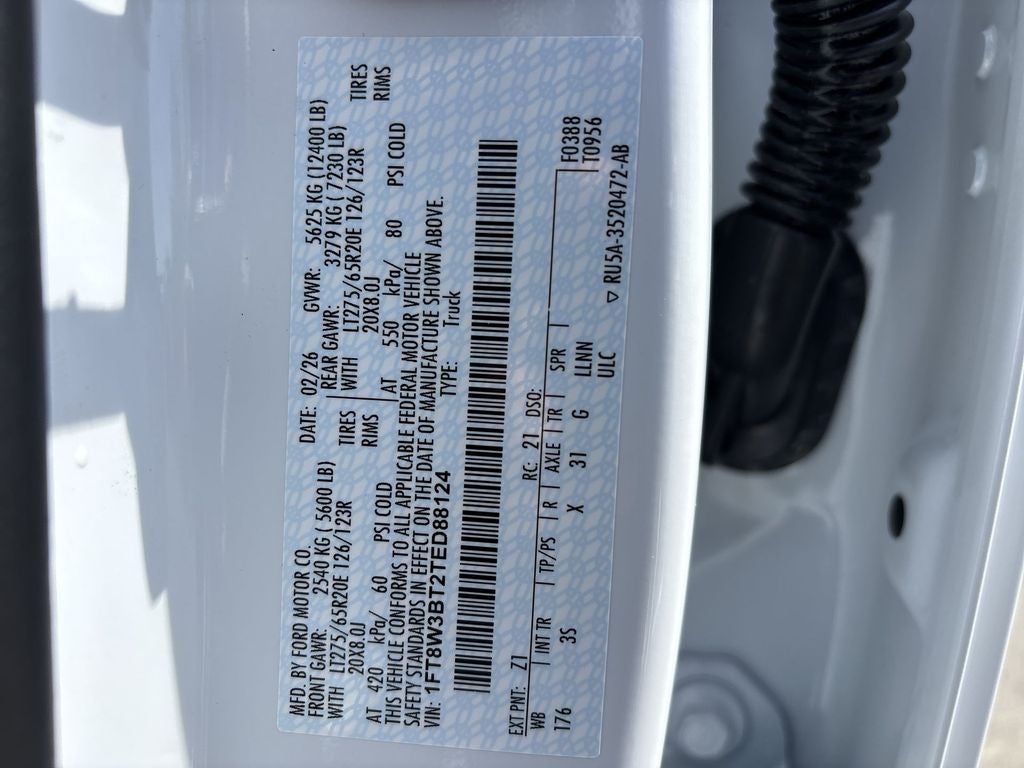 MFD. BY FORD MOTOR CO.
DATE: 02/26 GVWR: 5625 KG (12400 LB)
FRONT GAWR: 2540 KG ( 5600 LB) REAR GAWR: 3279 KG ( 7230 LB)
WITH LT275/65R20E 126/123R TIRES WITH LT275/65R20E 126/123R TIRES
20X8.0J RIMS 20X8.0J RIMS
AT 420 kPa/ 60 PSI COLD AT 550 kPa/ 80 PSI COLD
THIS VEHICLE CONFORMS TO ALL APPLICABLE FEDERAL MOTOR VEHICLE
SAFETY STANDARDS IN EFFECT ON THE DATE OF MANUFACTURE SHOWN ABOVE.
VIN: 1FT8W3BT2TED88124 TYPE: Truck
EXT PNT: Z1 RC: 21 DSO: F0388
WB INT TR TP/PS R AXLE TR SPR T0956
176 3S X 31 G LLNN
ULC ▽ RU5A-3520472-AB